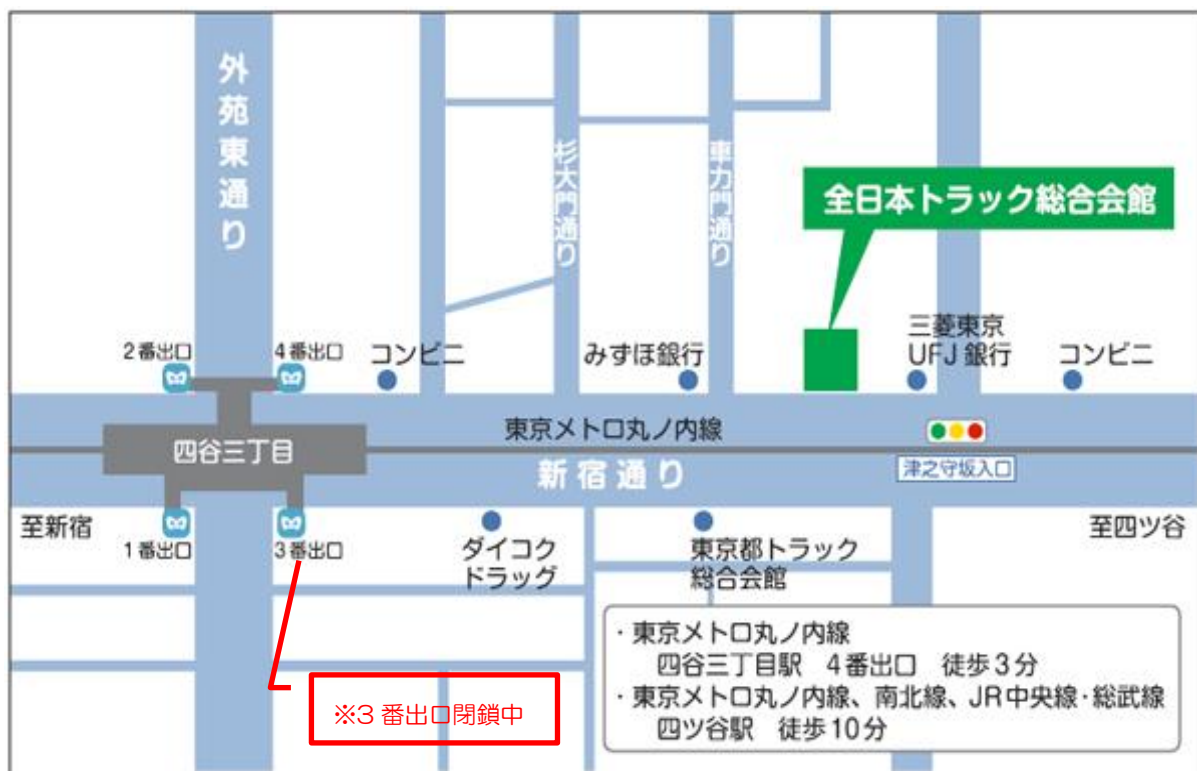 外苑東通り
杉大門通り
車力門通り
全日本トラック総合会館
2番出口
4番出口
コンビニ
みずほ銀行
三菱東京
UFJ銀行
コンビニ
東京メトロ丸ノ内線
四谷三丁目
新宿通り
津之守坂入口
至新宿
1番出口
3番出口
ダイコク
ドラッグ
東京都トラック
総合会館
至四ツ谷
※3番出口閉鎖中
・東京メトロ丸ノ内線
四谷三丁目駅 4番出口 徒歩3分
・東京メトロ丸ノ内線、南北線、JR中央線・総武線
四ツ谷駅 徒歩10分